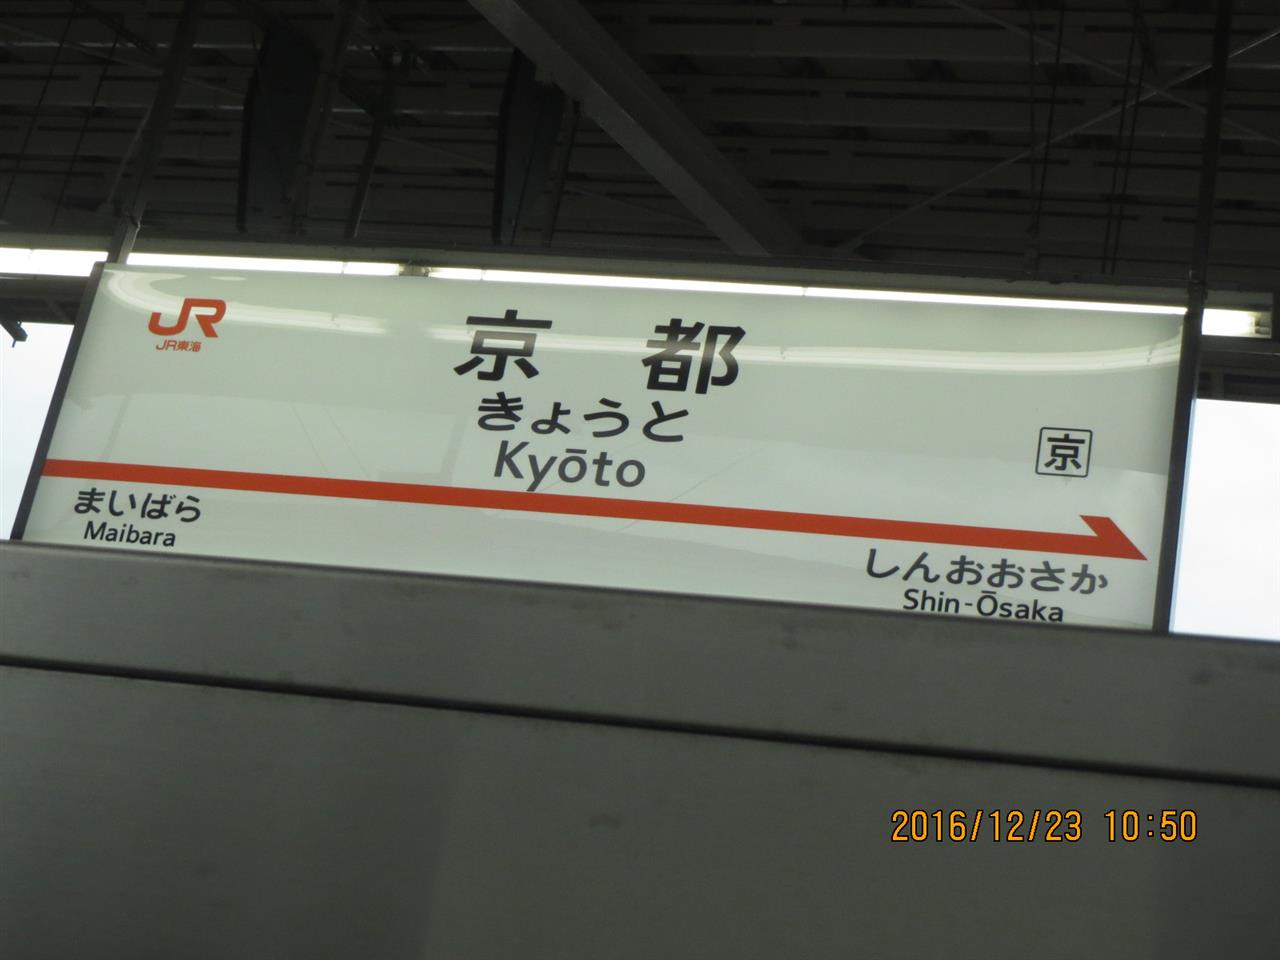 JR
JR東海
京都
きょうと
Kyōto
京
まいばら
Maibara
しんおおさか
Shin-Ōsaka
2016/12/23 10:50